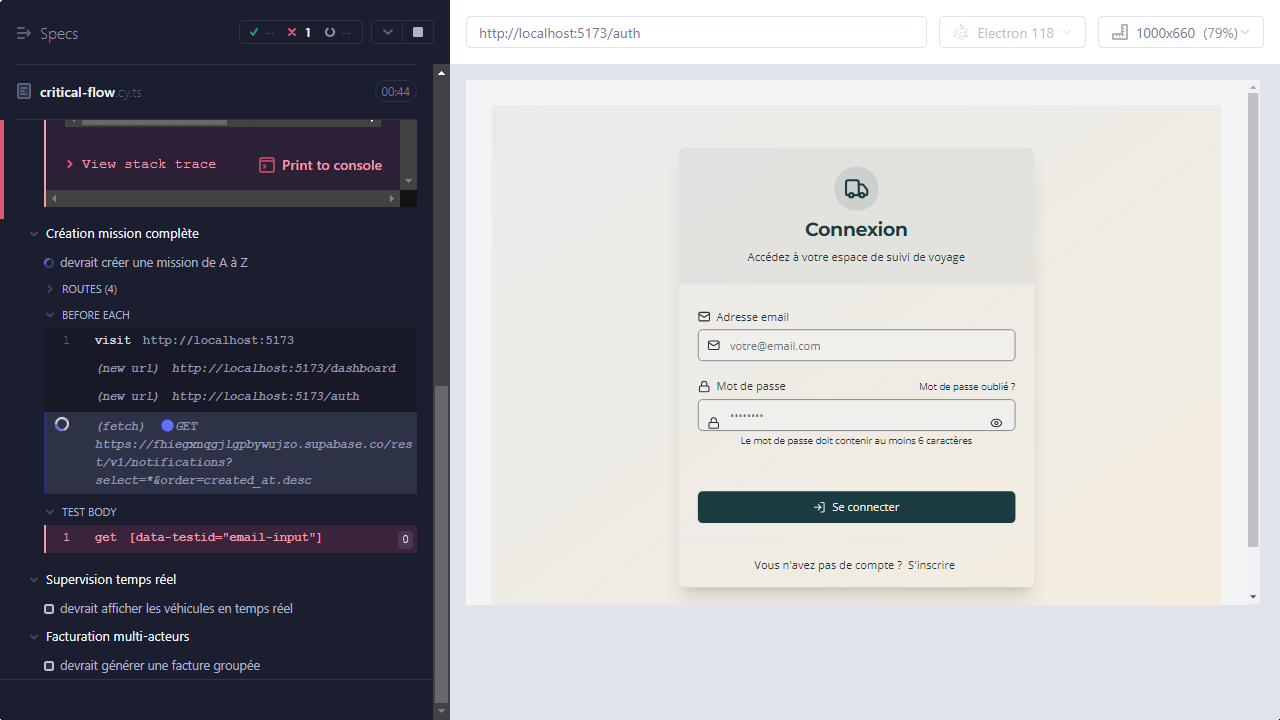 Specs
-- 1 --
critical-flow.cy.ts
00:44
View stack trace
Print to console
Création mission complète
devrait créer une mission de A à Z
ROUTES (4)
BEFORE EACH
1 visit http://localhost:5173
(new url) http://localhost:5173/dashboard
(new url) http://localhost:5173/auth
(fetch) GET
https://fhiegxnqgjlgpbywujzo.supabase.co/res
t/v1/notifications?
select=*&order=created_at.desc
TEST BODY
1 get [data-testid="email-input"] 0
Supervision temps réel
devrait afficher les véhicules en temps réel
Facturation multi-acteurs
devrait générer une facture groupée
http://localhost:5173/auth
Electron 118
1000x660 (79%)
Connexion
Accédez à votre espace de suivi de voyage
Adresse email
votre@email.com
Mot de passe
Mot de passe oublié ?
••••••••
Le mot de passe doit contenir au moins 6 caractères
Se connecter
Vous n'avez pas de compte ? S'inscrire